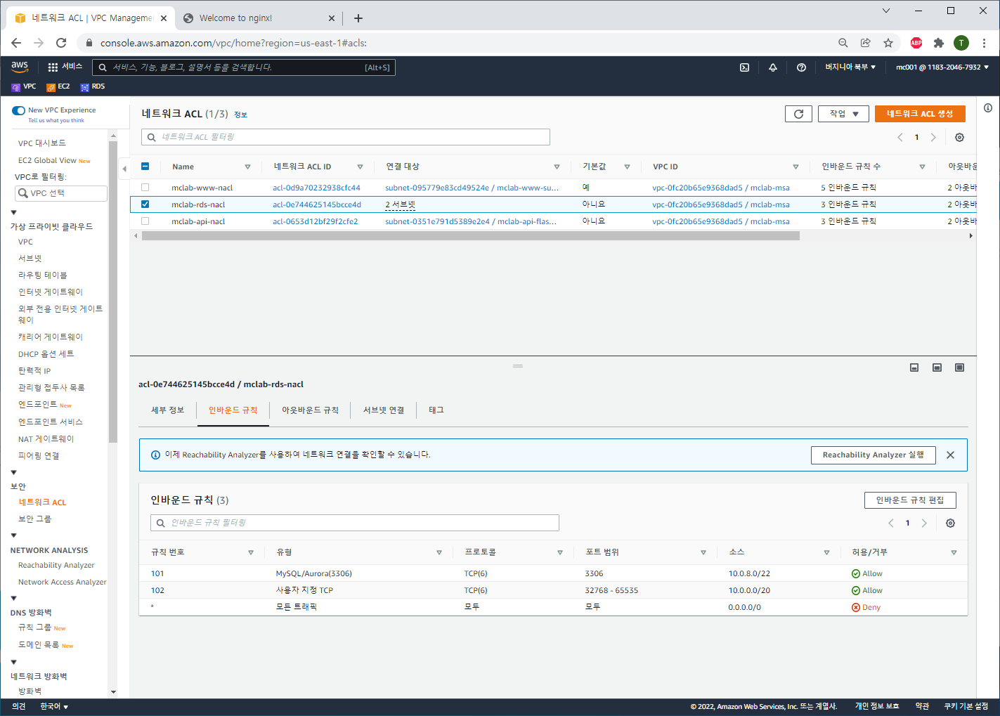 네트워크 ACL | VPC Manageme
Welcome to nginx!
console.aws.amazon.com/vpc/home?region=us-east-1#acls:
ABP
T
aws
서비스
서비스, 기능, 블로그, 설명서 등을 검색합니다.
[Alt+S]
버지니아 북부
mc001 @ 1183-2046-7932
VPC
EC2
RDS
New VPC Experience
Tell us what you think
VPC 대시보드
EC2 Global View New
VPC로 필터링:
VPC 선택
가상 프라이빗 클라우드
VPC
서브넷
라우팅 테이블
인터넷 게이트웨이
외부 전용 인터넷 게이트
웨이
캐리어 게이트웨이
DHCP 옵션 세트
탄력적 IP
관리형 접두사 목록
엔드포인트 New
엔드포인트 서비스
NAT 게이트웨이
피어링 연결
보안
네트워크 ACL
보안 그룹
NETWORK ANALYSIS
Reachability Analyzer
Network Access Analyzer
DNS 방화벽
규칙 그룹 New
도메인 목록 New
네트워크 방화벽
방화벽
네트워크 ACL (1/3) 정보
작업
네트워크 ACL 생성
네트워크 ACL 필터링
1
Name 네트워크 ACL ID 연결 대상 기본값 VPC ID 인바운드 규칙 수 아웃바운
mclab-www-nacl acl-0d9a70232938cfc44 subnet-095779e83cd49524e / mclab-www-su... 예 vpc-0fc20b65e9368dad5 / mclab-msa 5 인바운드 규칙 2 아웃바
mclab-rds-nacl acl-0e744625145bcce4d 2 서브넷 아니요 vpc-0fc20b65e9368dad5 / mclab-msa 3 인바운드 규칙 2 아웃바
mclab-api-nacl acl-0653d12bf29f2cfe2 subnet-0351e791d5389e2e4 / mclab-api-flas... 아니요 vpc-0fc20b65e9368dad5 / mclab-msa 3 인바운드 규칙 2 아웃바
acl-0e744625145bcce4d / mclab-rds-nacl
세부 정보 인바운드 규칙 아웃바운드 규칙 서브넷 연결 태그
이제 Reachability Analyzer를 사용하여 네트워크 연결을 확인할 수 있습니다.
Reachability Analyzer 실행
인바운드 규칙 (3)
인바운드 규칙 편집
인바운드 규칙 필터링
1
규칙 번호 유형 프로토콜 포트 범위 소스 허용/거부
101 MySQL/Aurora(3306) TCP(6) 3306 10.0.8.0/22 Allow
102 사용자 지정 TCP TCP(6) 32768 - 65535 10.0.0.0/20 Allow
* 모든 트래픽 모두 모두 0.0.0.0/0 Deny
의견
한국어
© 2022, Amazon Web Services, Inc. 또는 계열사.
개인 정보 보호
약관
쿠키 기본 설정